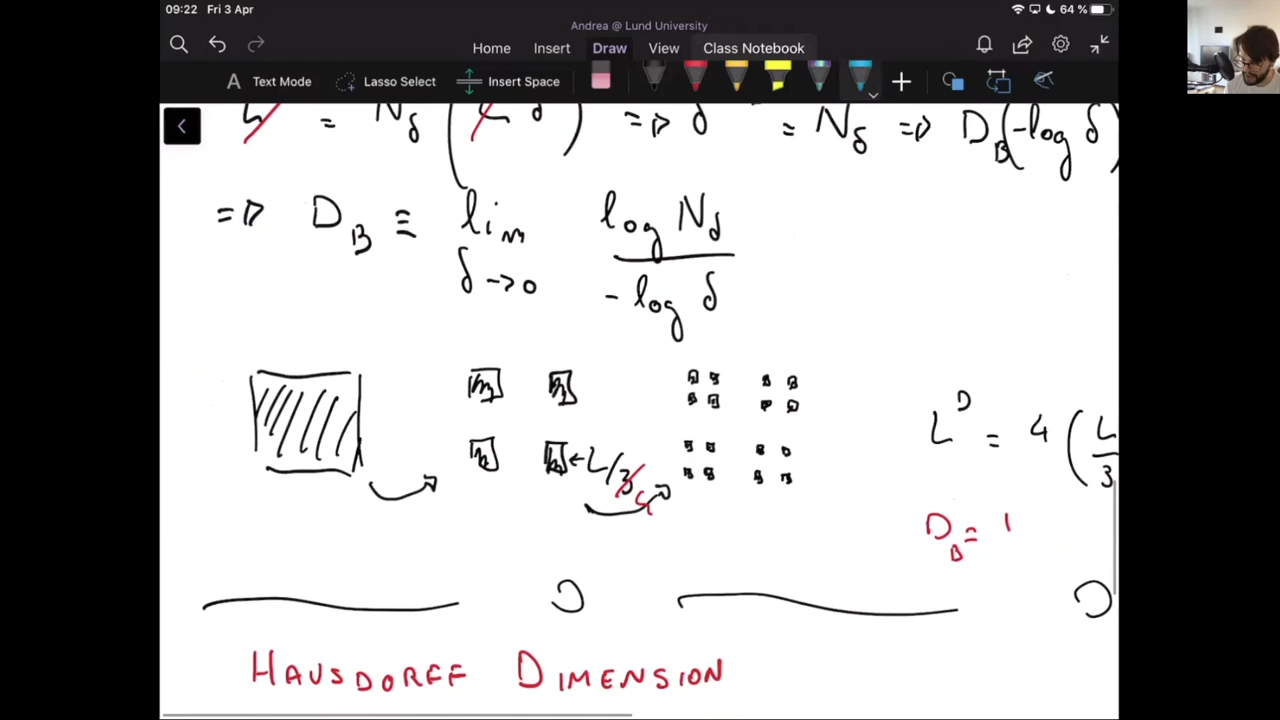 09:22 Fri 3 Apr
64 %
Andrea @ Lund University
Home Insert Draw View Class Notebook
A Text Mode Lasso Select Insert Space
L = N_δ ( L δ ) => δ = N_δ => D_B (-log δ)
=> D_B ≡ lim_{δ→0} log N_δ / -log δ
L^D = 4 ( L/3
← L/3 4
D_B = 1
HAUSDORFF DIMENSION